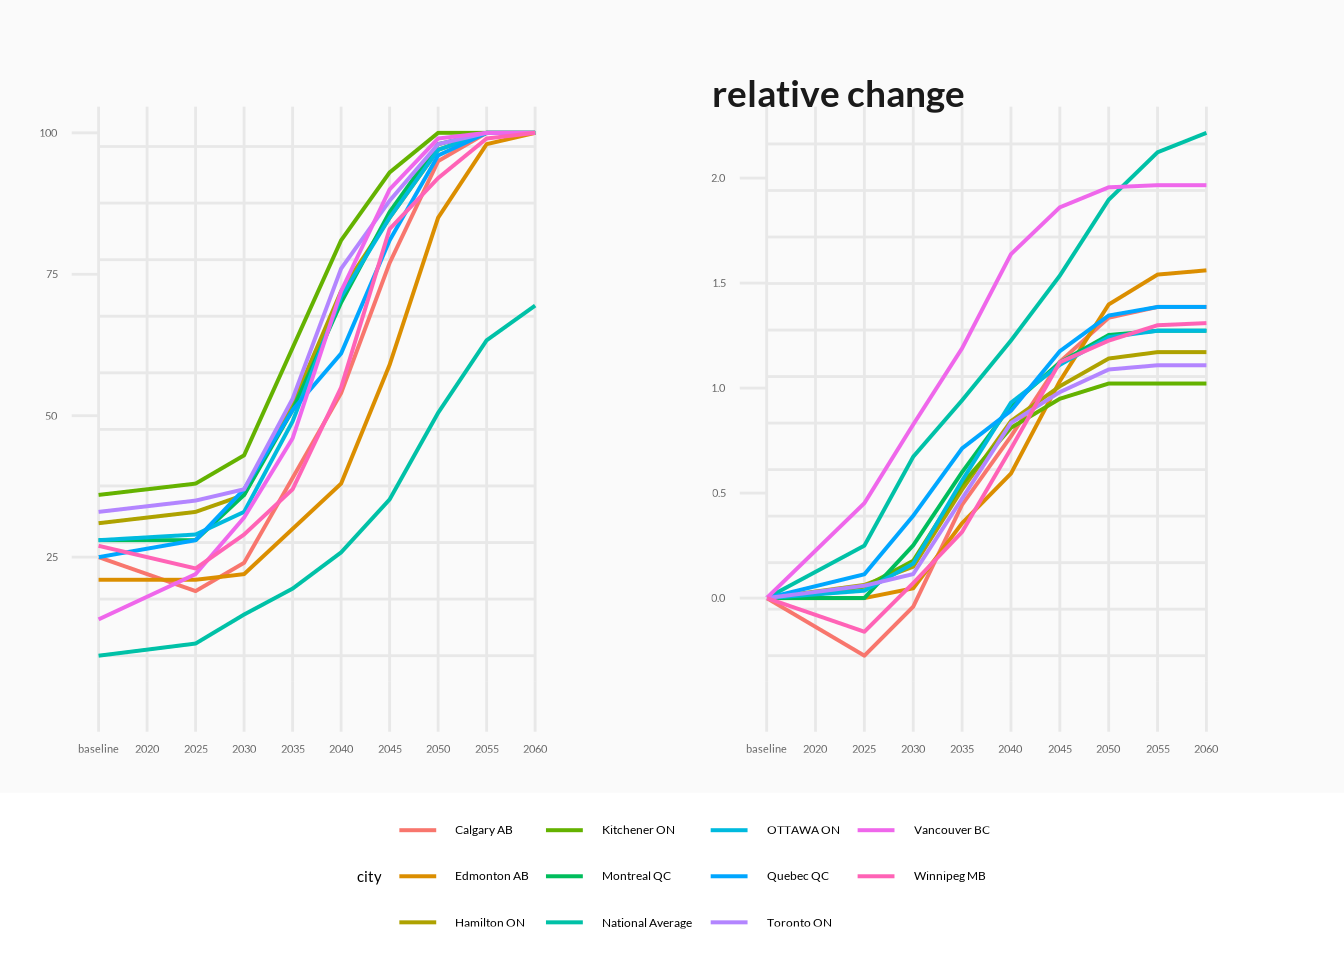 relative change
100
75
50
25
baseline 2020 2025 2030 2035 2040 2045 2050 2055 2060
2.0
1.5
1.0
0.5
0.0
baseline 2020 2025 2030 2035 2040 2045 2050 2055 2060
city
Calgary AB Kitchener ON OTTAWA ON Vancouver BC
Edmonton AB Montreal QC Quebec QC Winnipeg MB
Hamilton ON National Average Toronto ON